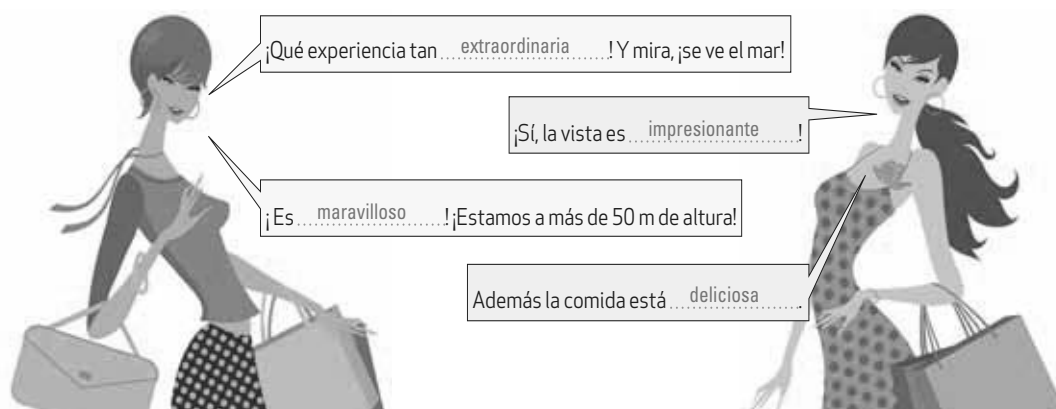 ¡Qué experiencia tan extraordinaria! Y mira, ¡se ve el mar!
¡Sí, la vista es impresionante!
¡Es maravilloso! ¡Estamos a más de 50 m de altura!
Además la comida está deliciosa.